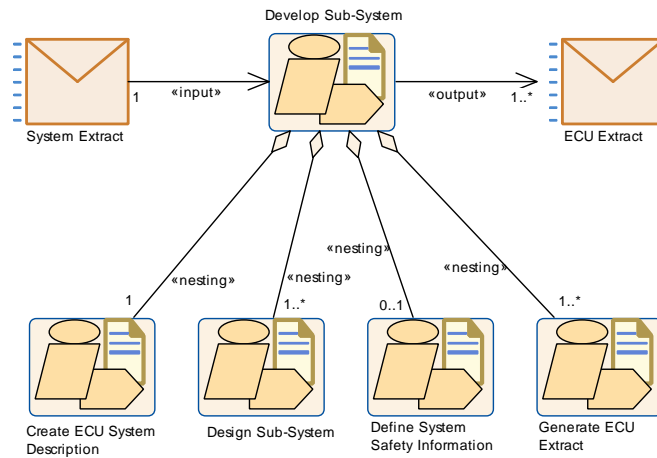 Develop Sub-System
1
«input»
«output»
1..*
System Extract
ECU Extract
«nesting»
«nesting»
«nesting»
«nesting»
1
1..*
0..1
1..*
Create ECU System
Description
Design Sub-System
Define System
Safety Information
Generate ECU
Extract